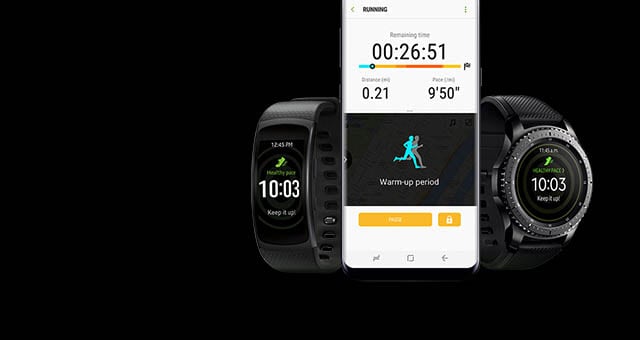 RUNNING
Remaining time
00:26:51
Distance (mi)
Pace (/mi)
0.21
9'50"
Warm-up period
PAUSE
12:45 PM
Healthy pace
10:03
Keep it up!
11:45 a.m.
HEALTHY PACE
10:03
Keep it up!